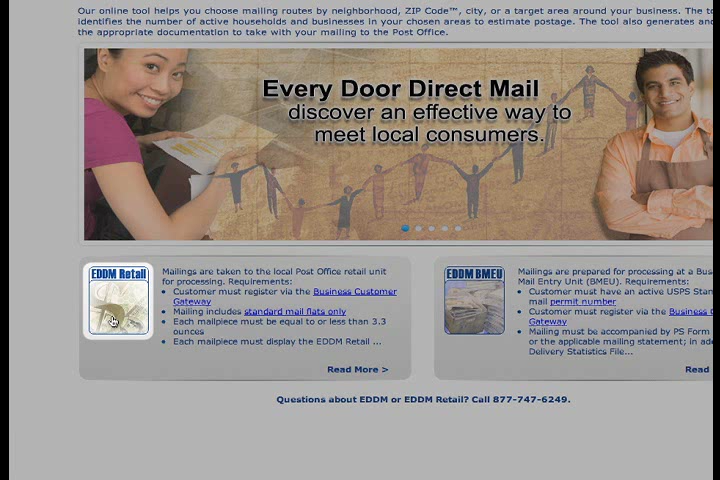 Our online tool helps you choose mailing routes by neighborhood, ZIP Code™, city, or a target area around your business. The
identifies the number of active households and businesses in your chosen areas to estimate postage. The tool also generates
the appropriate documentation to take with your mailing to the Post Office.
Every Door Direct Mail
discover an effective way to
meet local consumers.
EDDM Retail
Mailings are taken to the local Post Office retail unit
for processing. Requirements:
• Customer must register via the Business Customer
Gateway
• Mailing includes standard mail flats only
• Each mailpiece must be equal to or less than 3.3
ounces
• Each mailpiece must display the EDDM Retail ...
Read More >
EDDM BMEU
Mailings are prepared for processing at a
Mail Entry Unit (BMEU). Requirements:
• Customer must have an active USPS
mail permit number
• Customer must register via the
Gateway
• Mailing must be accompanied by PS Form
or the applicable mailing statement; in
Delivery Statistics File...
Read
Questions about EDDM or EDDM Retail? Call 877-747-6249.